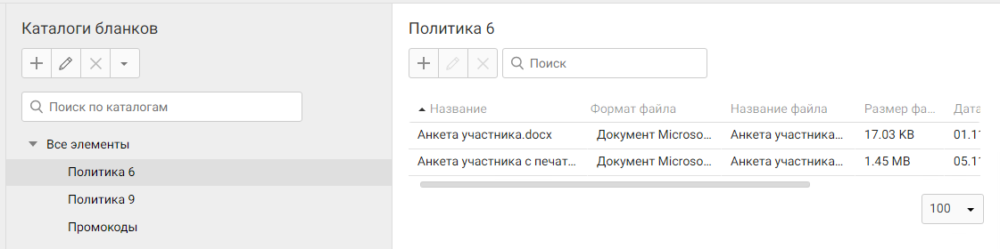 Каталоги бланков
Поиск по каталогам
Все элементы
Политика 6
Политика 9
Промокоды
Политика 6
Поиск
Название Формат файла Название файла Размер фа... Дата
Анкета участника.docx Документ Microso... Анкета участника... 17.03 KB 01.11
Анкета участника с печат... Документ Microso... Анкета участника... 1.45 MB 05.11
100